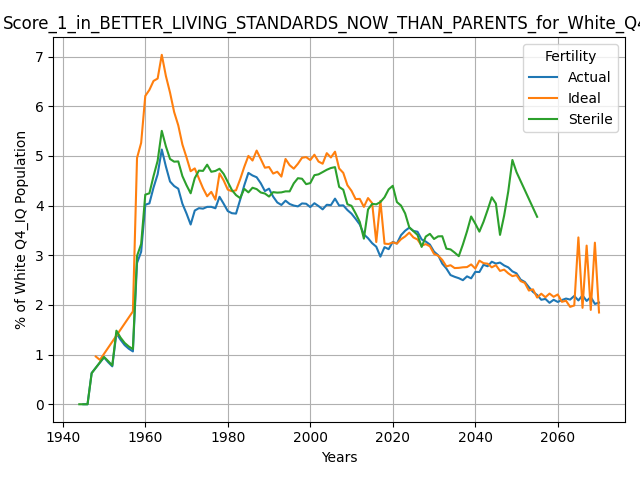 Score_1_in_BETTER_LIVING_STANDARDS_NOW_THAN_PARENTS_for_White_Q4
Fertility
Actual
Ideal
Sterile
% of White Q4_IQ Population
7
6
5
4
3
2
1
0
1940 1960 1980 2000 2020 2040 2060
Years